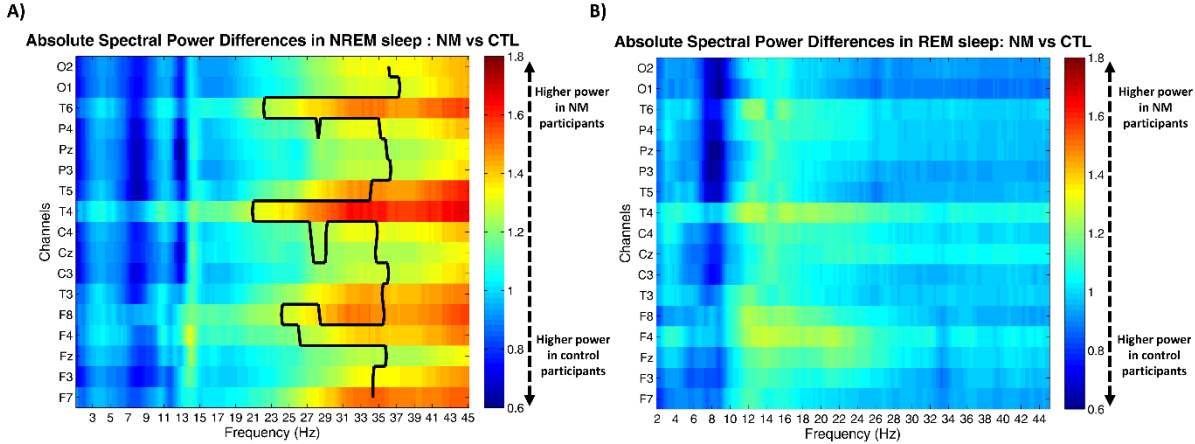 A)
Absolute Spectral Power Differences in NREM sleep : NM vs CTL
O2
O1
T6
P4
Pz
P3
T5
T4
C4
Cz
C3
T3
F8
F4
Fz
F3
F7
Channels
3 5 7 9 11 13 15 17 19 21 23 25 27 29 31 33 35 37 39 41 43 45
Frequency (Hz)
1.8
1.6
1.4
1.2
1
0.8
0.6
Higher power
in NM
participants
Higher power
in control
participants
B)
Absolute Spectral Power Differences in REM sleep: NM vs CTL
O2
O1
T6
P4
Pz
P3
T5
T4
C4
Cz
C3
T3
F8
F4
Fz
F3
F7
Channels
2 4 6 8 10 12 14 16 18 20 22 24 26 28 30 32 34 36 38 40 42 44
Frequency (Hz)
1.8
1.6
1.4
1.2
1
0.8
0.6
Higher power
in NM
participants
Higher power
in control
participants